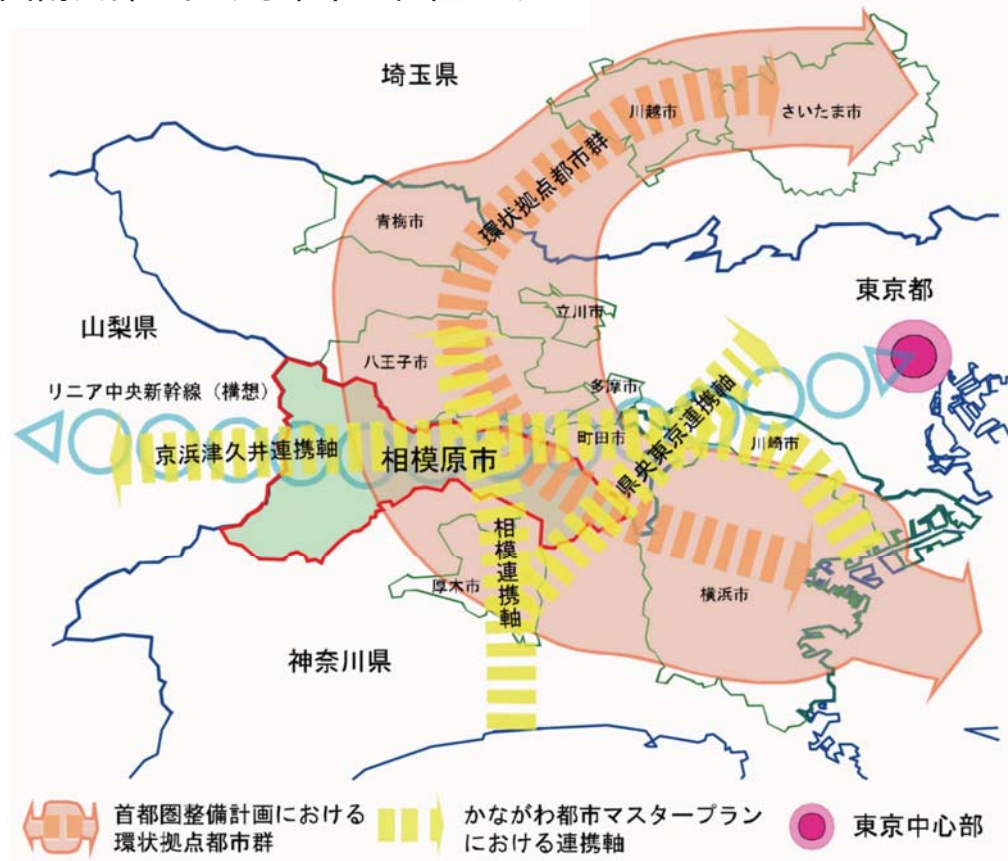 埼玉県
川越市
さいたま市
環状拠点都市群
青梅市
東京都
立川市
山梨県
八王子市
リニア中央新幹線（構想）
多摩市
京浜津久井連携軸
相模原市
町田市
県央東京連携軸
川崎市
相模連携軸
厚木市
横浜市
神奈川県
首都圏整備計画における
環状拠点都市群
かながわ都市マスタープラン
における連携軸
東京中心部